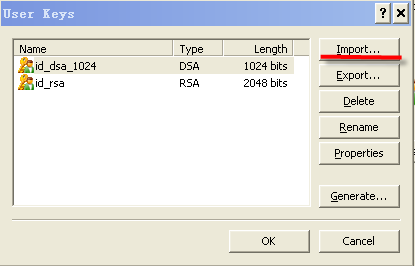 User Keys
Name Type Length
id_dsa_1024 DSA 1024 bits
id_rsa RSA 2048 bits
Import...
Export...
Delete
Rename
Properties
Generate...
OK Cancel